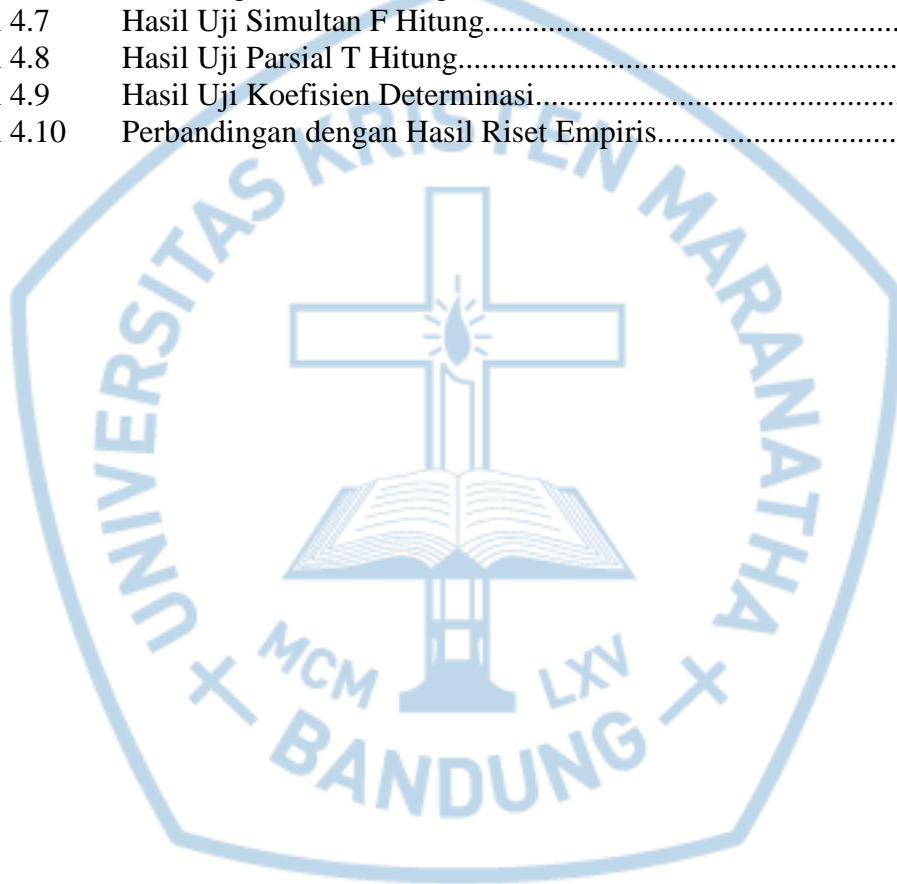 4.7 Hasil Uji Simultan F Hitung
4.8 Hasil Uji Parsial T Hitung
4.9 Hasil Uji Koefisien Determinasi
4.10 Perbandingan dengan Hasil Riset Empiris
UNIVERSITAS KRISTEN MARANATHA
MCM LXV
BANDUNG